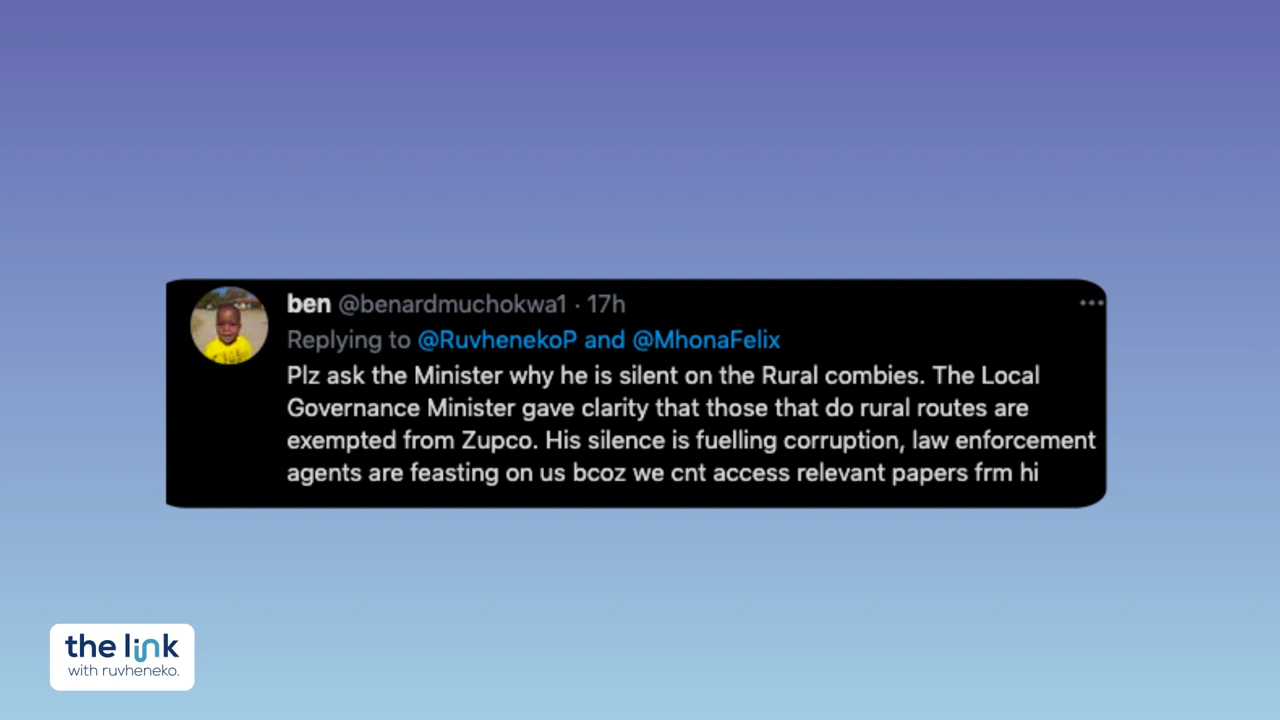 ben @benardmuchokwa1 · 17h
Replying to @RuvhenekoP and @MhonaFelix
Plz ask the Minister why he is silent on the Rural combies. The Local
Governance Minister gave clarity that those that do rural routes are
exempted from Zupco. His silence is fuelling corruption, law enforcement
agents are feasting on us bcoz we cnt access relevant papers frm hi
the link
with ruvheneko.